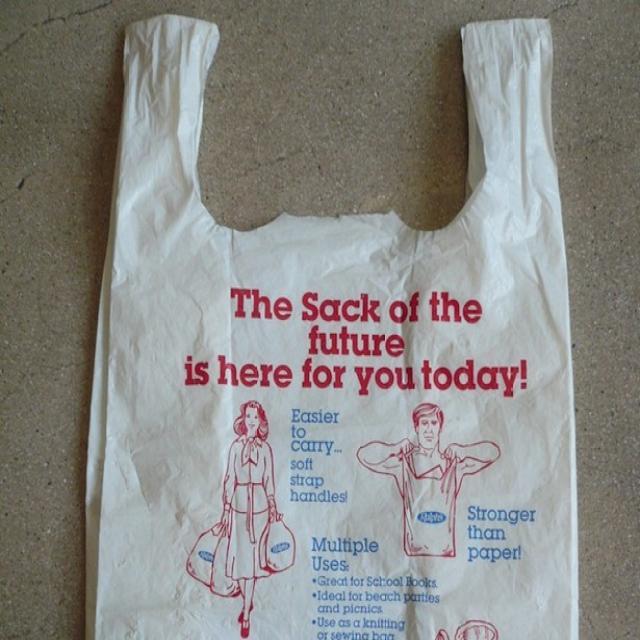 The Sack of the
future
is here for you today!
Easier
to
carry...
soft
strap
handles!
Stronger
than
paper!
Multiple
Uses:
•Great for School Books.
•Ideal for beach parties
and picnics.
•Use as a knitting
or sewing bag